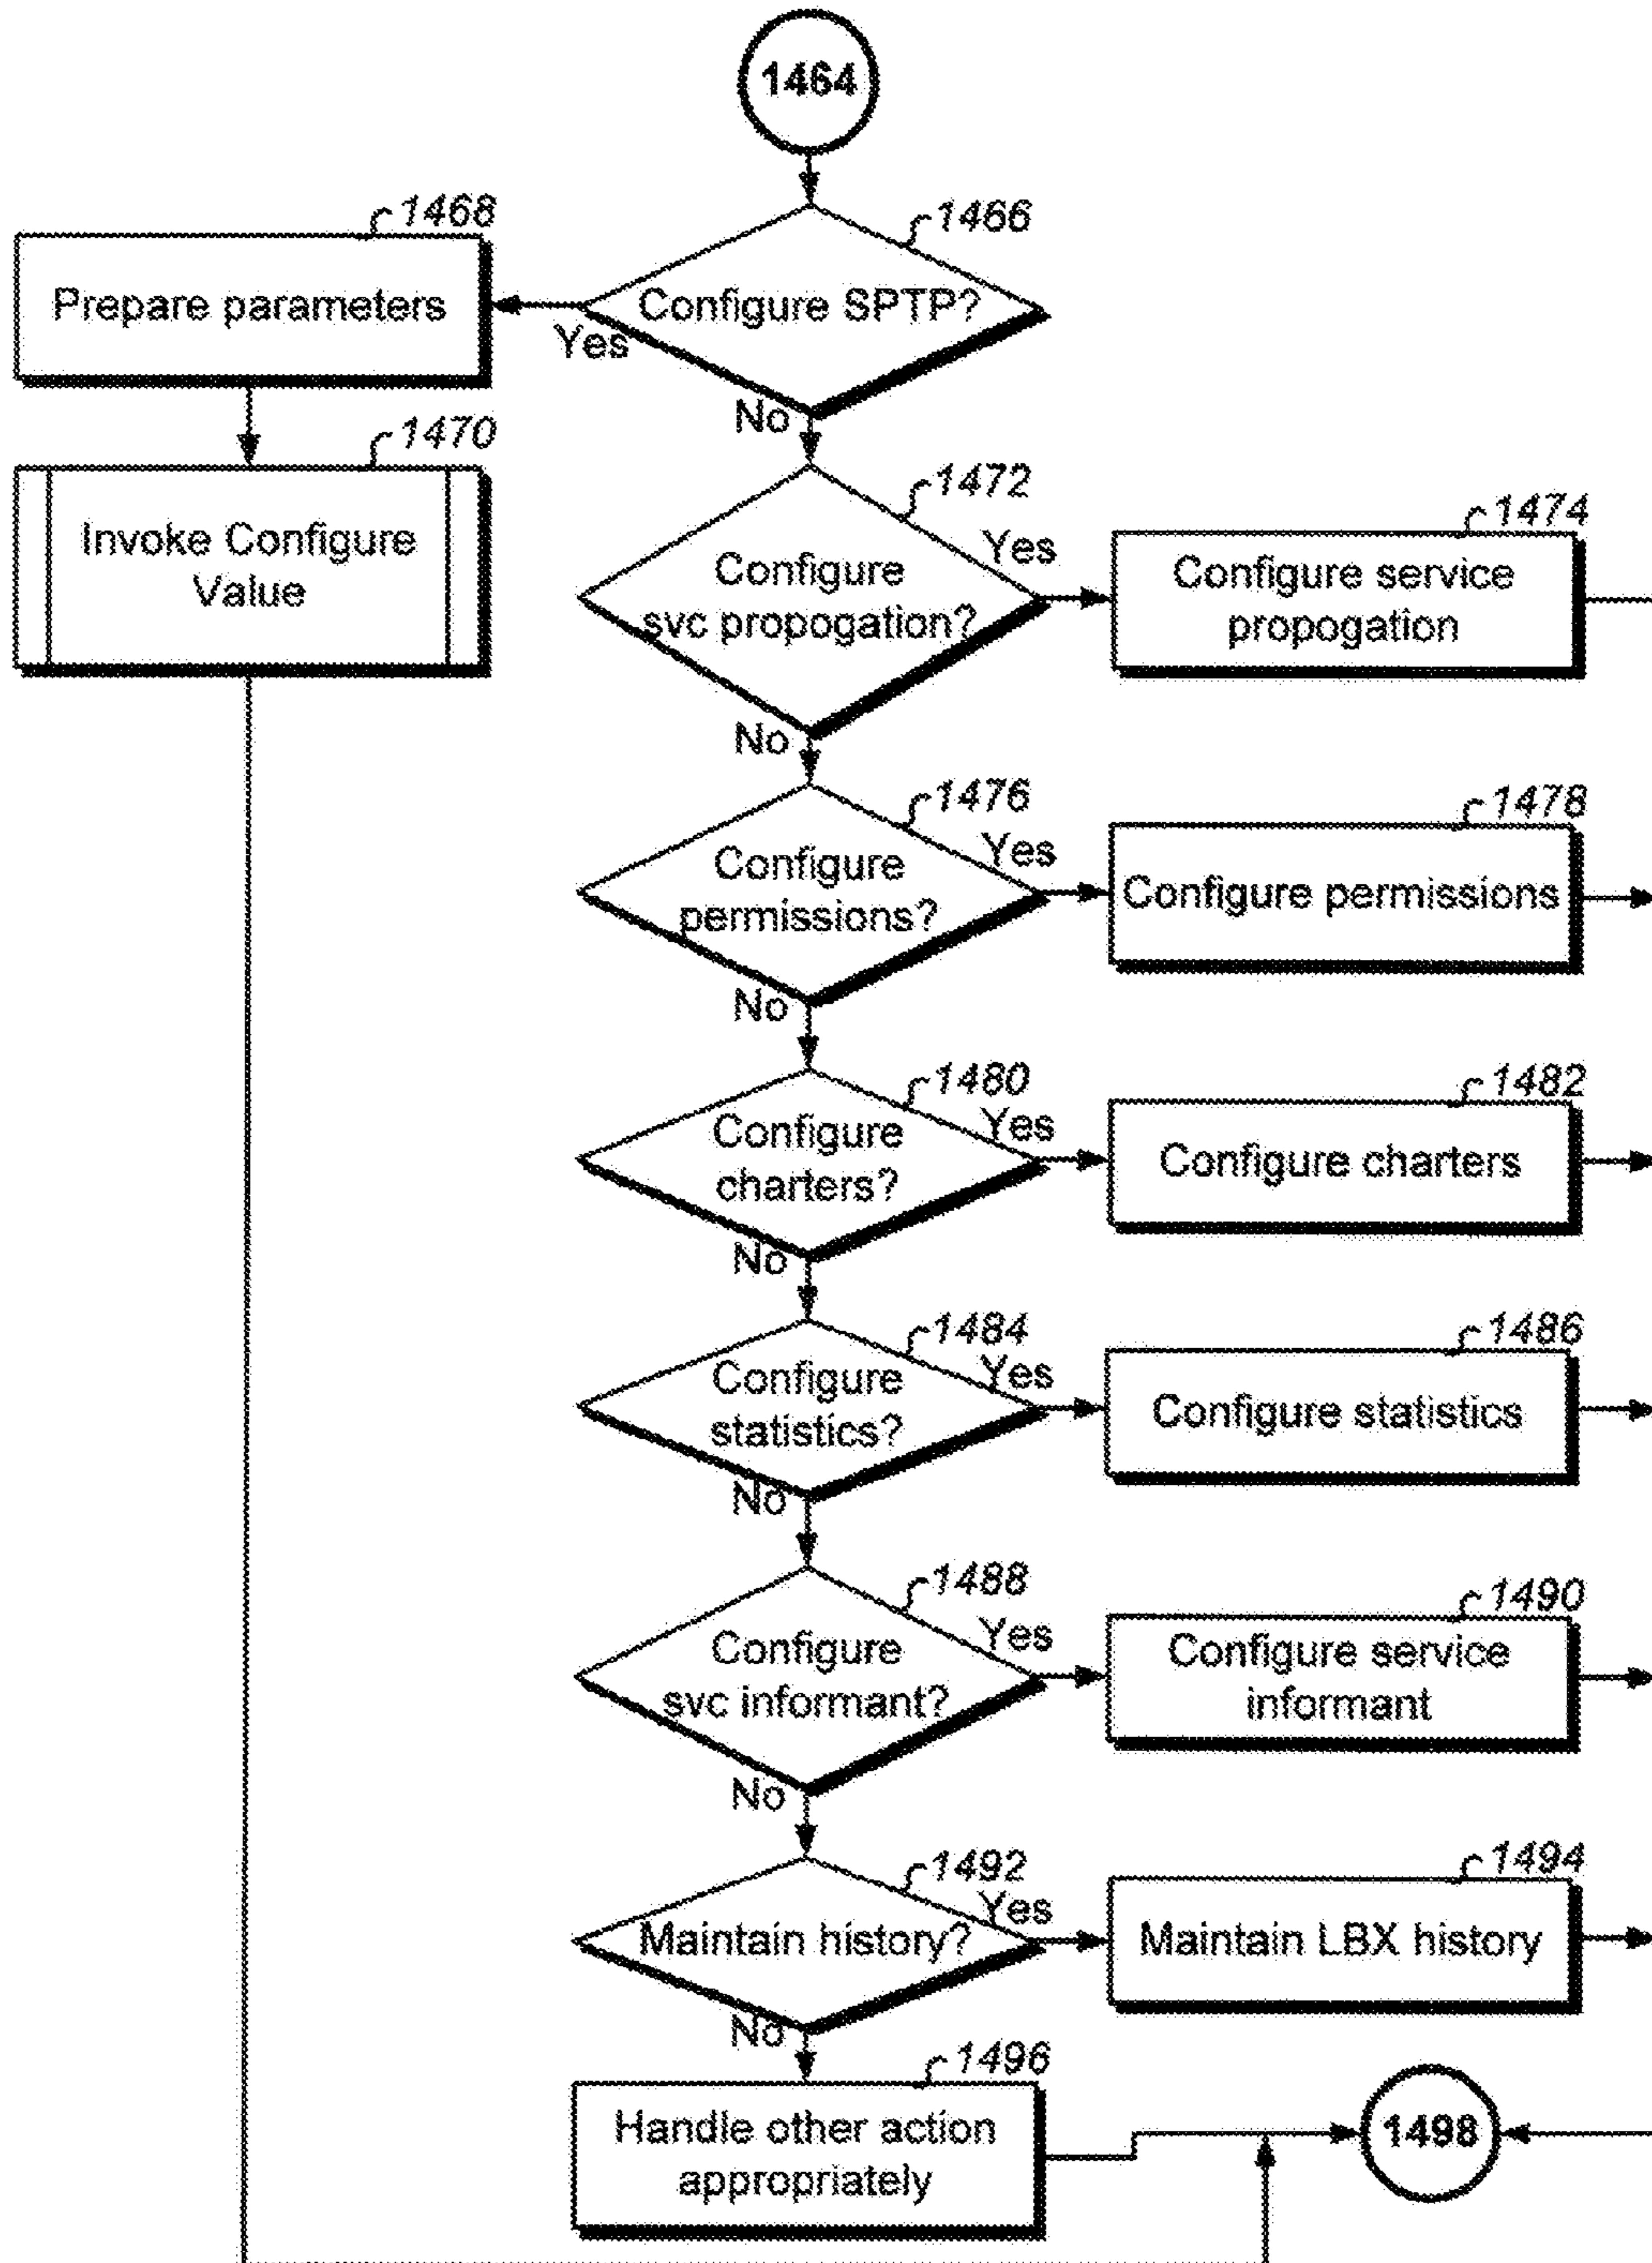 1464
1466
Configure SPTP?
Yes
No
1468
Prepare parameters
1470
Invoke Configure
Value
1472
Configure
svc propogation?
Yes
No
1474
Configure service
propogation
1476
Configure
permissions?
Yes
No
1478
Configure permissions
1480
Configure
charters?
Yes
No
1482
Configure charters
1484
Configure
statistics?
Yes
No
1486
Configure statistics
1488
Configure
svc informant?
Yes
No
1490
Configure service
informant
1492
Maintain history?
Yes
No
1494
Maintain LBX history
1496
Handle other action
appropriately
1498